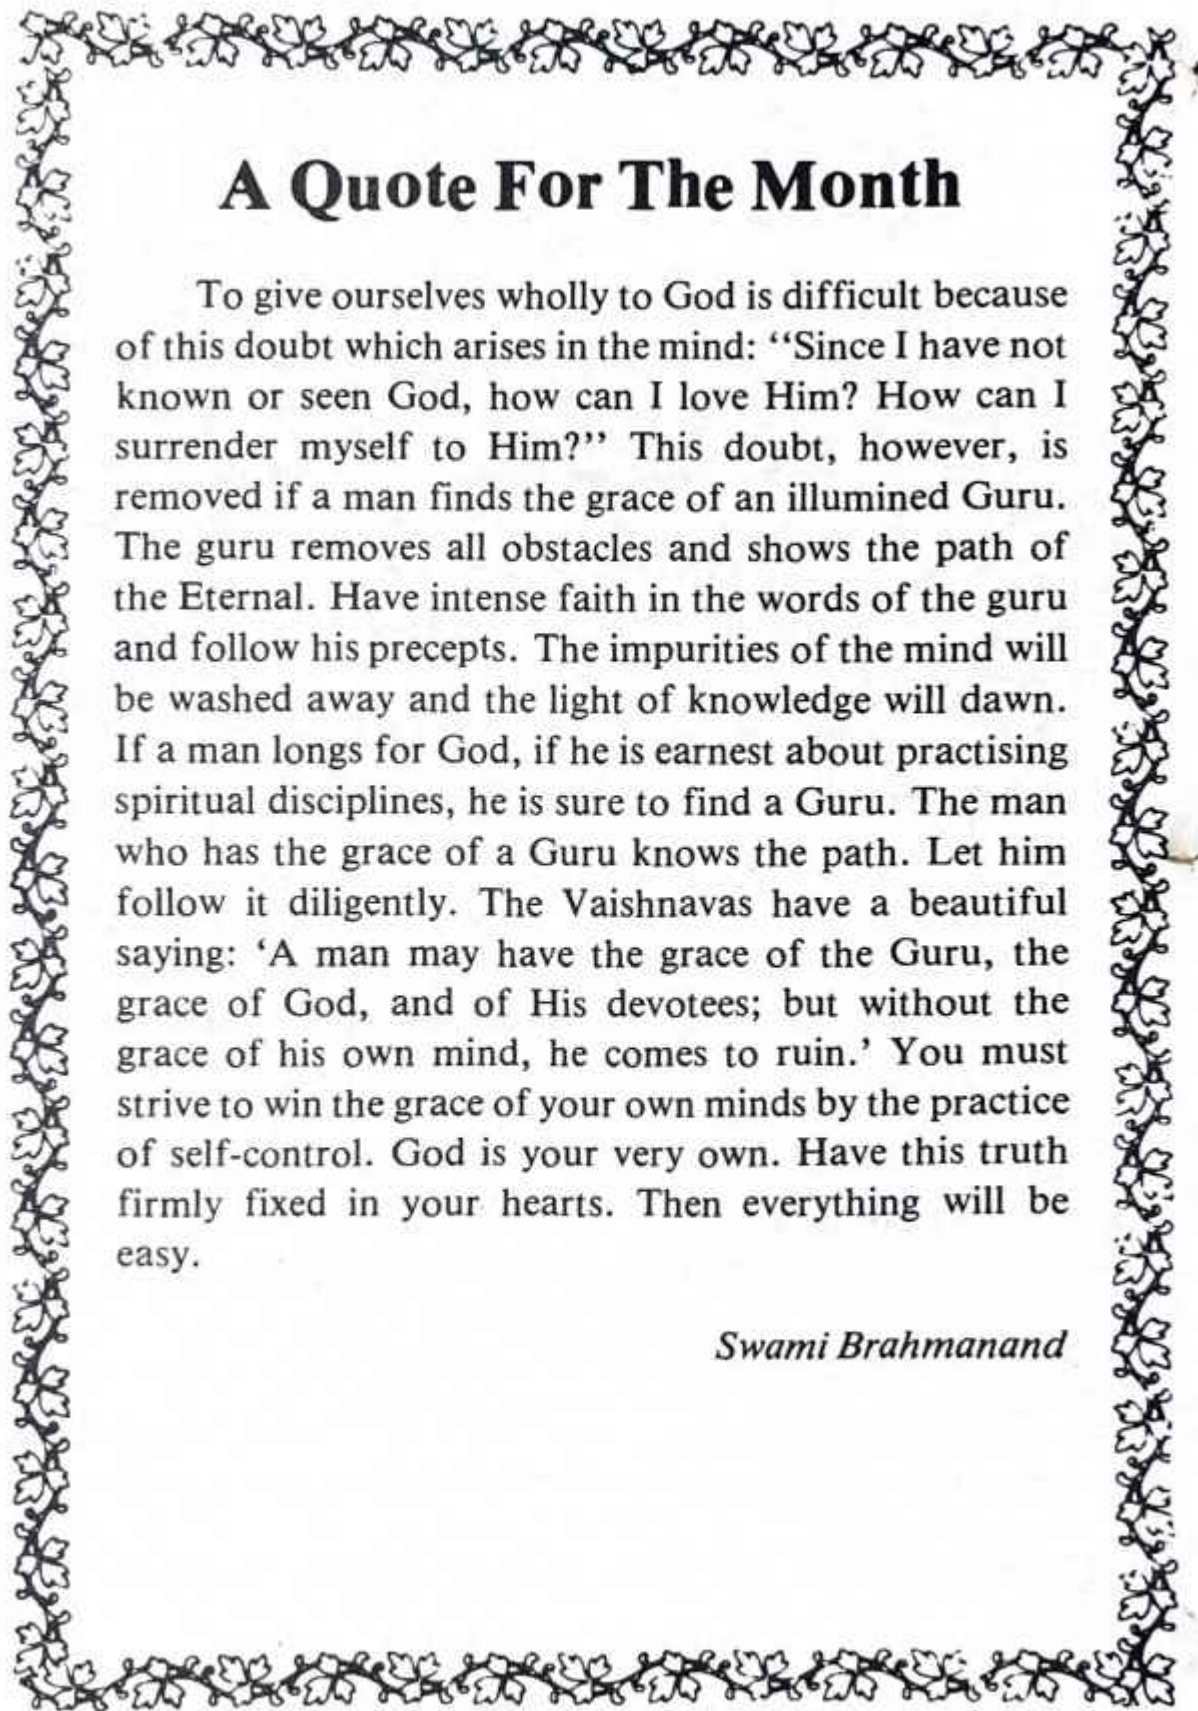 A Quote For The Month
To give ourselves wholly to God is difficult because
of this doubt which arises in the mind: “Since I have not
known or seen God, how can I love Him? How can I
surrender myself to Him?” This doubt, however, is
removed if a man finds the grace of an illumined Guru.
The guru removes all obstacles and shows the path of
the Eternal. Have intense faith in the words of the guru
and follow his precepts. The impurities of the mind will
be washed away and the light of knowledge will dawn.
If a man longs for God, if he is earnest about practising
spiritual disciplines, he is sure to find a Guru. The man
who has the grace of a Guru knows the path. Let him
follow it diligently. The Vaishnavas have a beautiful
saying: ‘A man may have the grace of the Guru, the
grace of God, and of His devotees; but without the
grace of his own mind, he comes to ruin.’ You must
strive to win the grace of your own minds by the practice
of self-control. God is your very own. Have this truth
firmly fixed in your hearts. Then everything will be
easy.
Swami Brahmanand